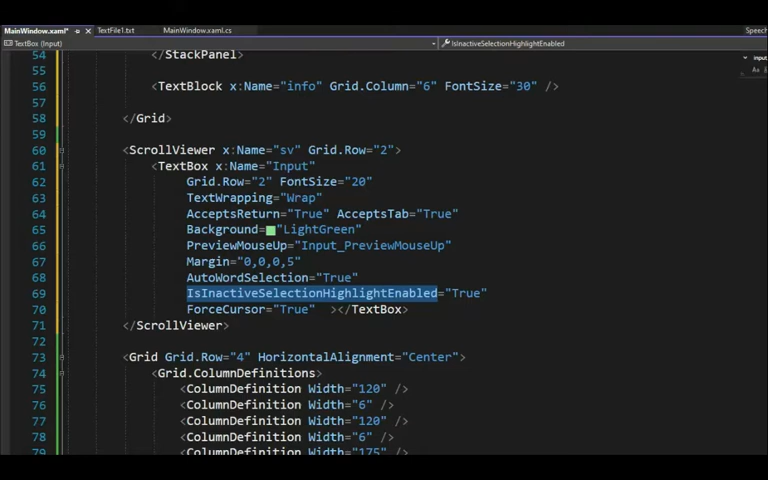 MainWindow.xaml* TextFile1.txt MainWindow.xaml.cs Speech
TextBox (Input) IsInactiveSelectionHighlightEnabled
input
54 </StackPanel>
55
56 <TextBlock x:Name="info" Grid.Column="6" FontSize="30" />
57
58 </Grid>
59
60 <ScrollViewer x:Name="sv" Grid.Row="2">
61 <TextBox x:Name="Input"
62 Grid.Row="2" FontSize="20"
63 TextWrapping="Wrap"
64 AcceptsReturn="True" AcceptsTab="True"
65 Background="LightGreen"
66 PreviewMouseUp="Input_PreviewMouseUp"
67 Margin="0,0,0,5"
68 AutoWordSelection="True"
69 IsInactiveSelectionHighlightEnabled="True"
70 ForceCursor="True" ></TextBox>
71 </ScrollViewer>
72
73 <Grid Grid.Row="4" HorizontalAlignment="Center">
74 <Grid.ColumnDefinitions>
75 <ColumnDefinition Width="120" />
76 <ColumnDefinition Width="6" />
77 <ColumnDefinition Width="120" />
78 <ColumnDefinition Width="6" />
79 <ColumnDefinition Width="175" />